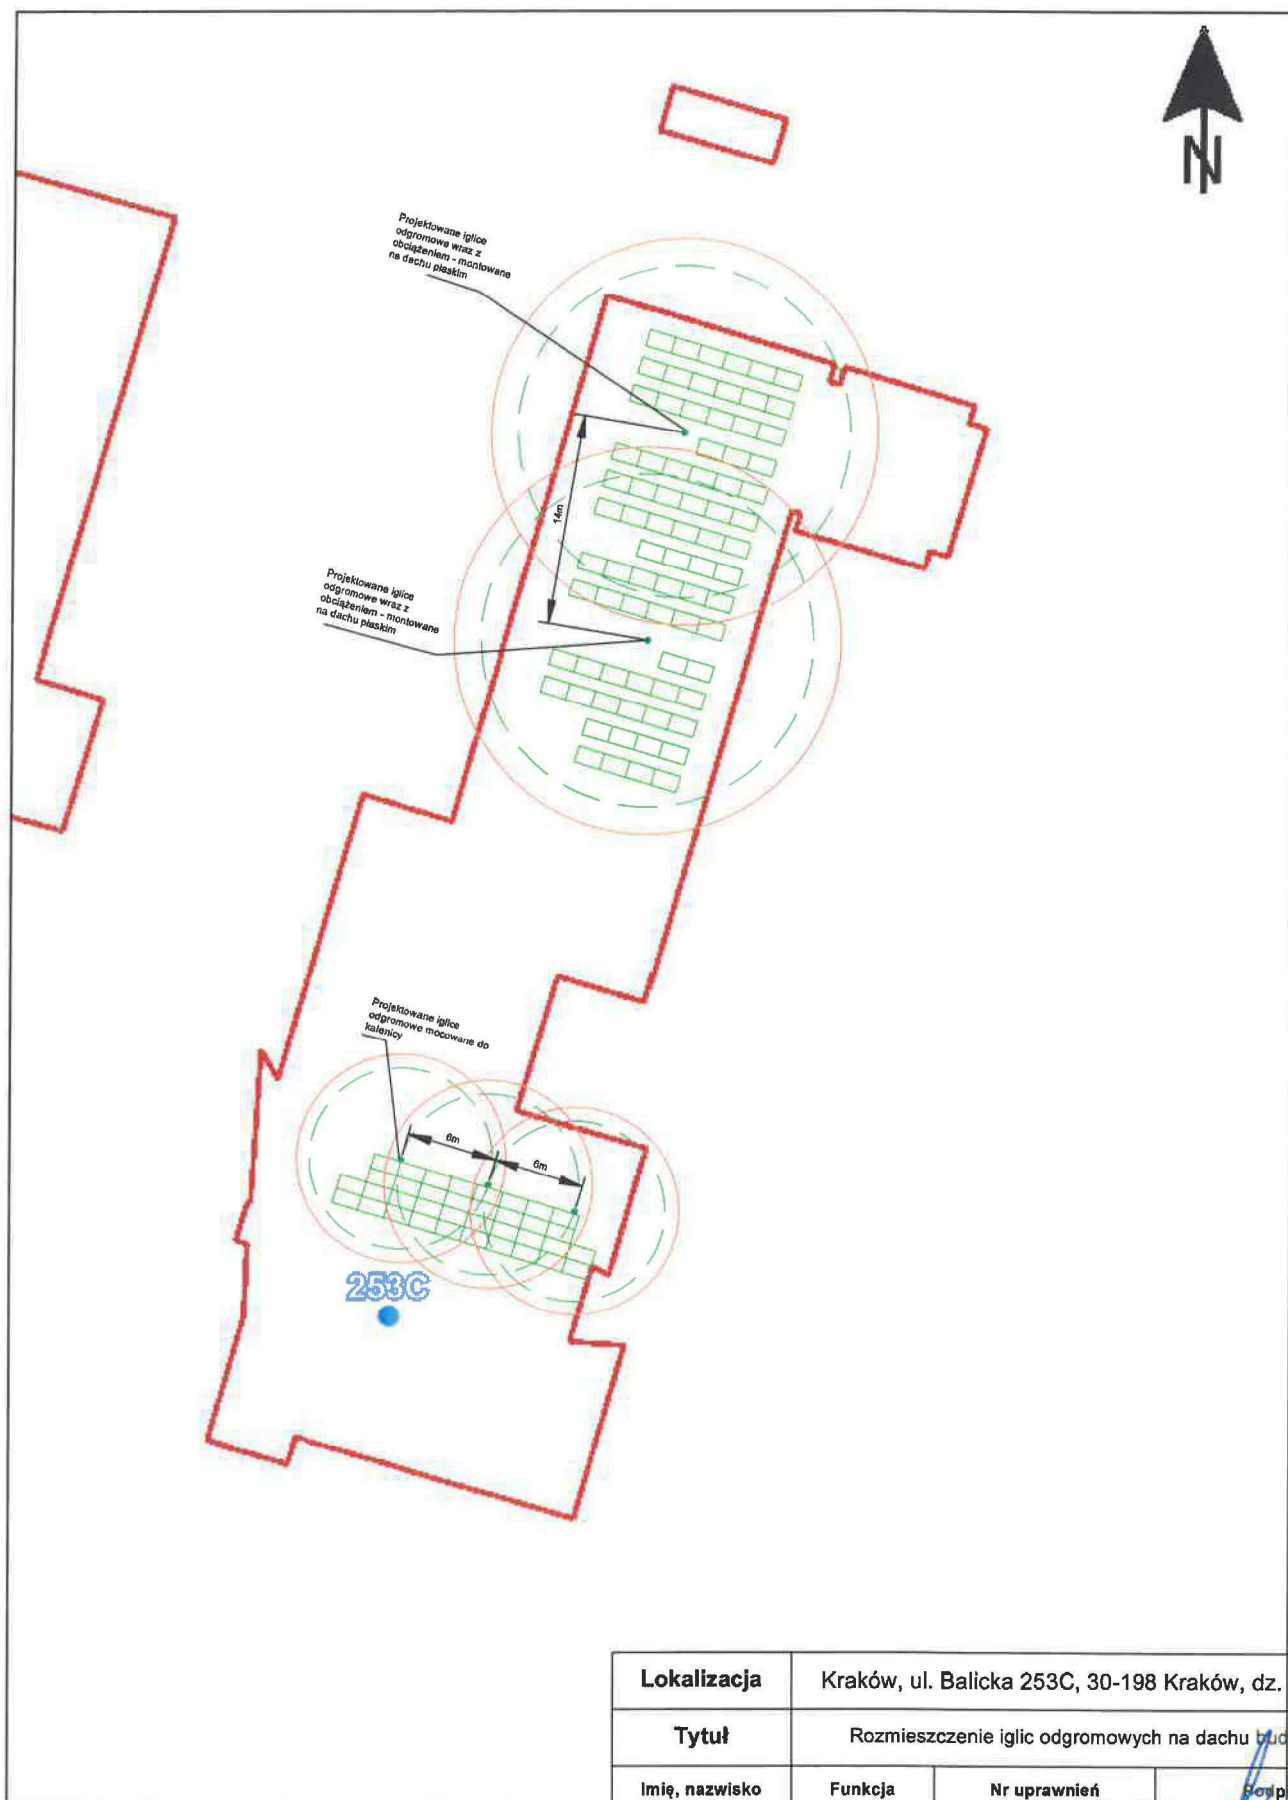 N
Projektowane iglice
odgromowe wraz z
obciążeniem - montowane
na dachu płaskim
14m
Projektowane iglice
odgromowe wraz z
obciążeniem - montowane
na dachu płaskim
Projektowane iglice
odgromowe mocowane do
kalenicy
6m
6m
253C
Lokalizacja
Kraków, ul. Balicka 253C, 30-198 Kraków, dz.
Tytuł
Rozmieszczenie iglic odgromowych na dachu bud
Imię, nazwisko
Funkcja
Nr uprawnień
Podp